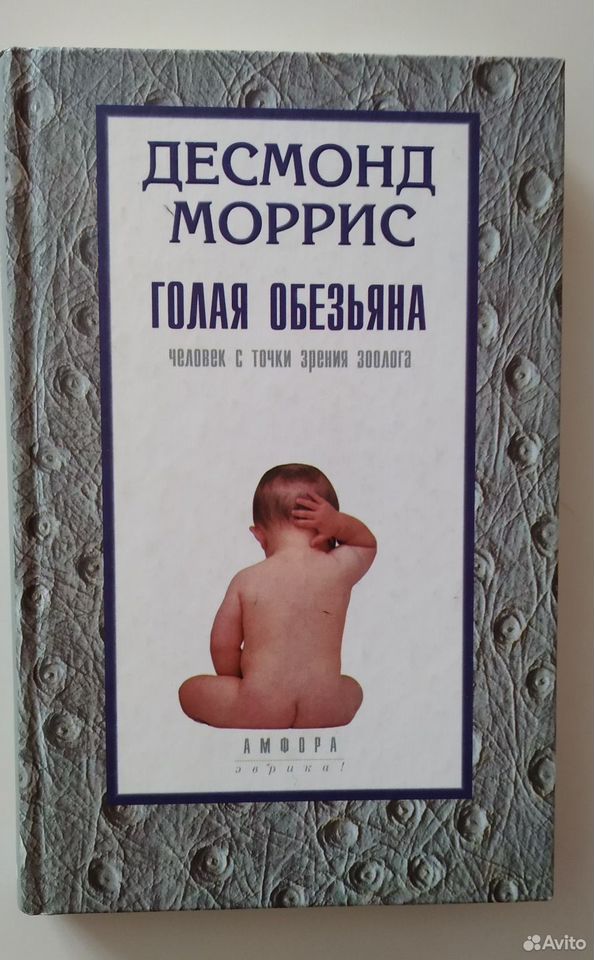 ДЕСМОНД
МОРРИС
ГОЛАЯ ОБЕЗЬЯНА
человек с точки зрения зоолога
АМФОРА
эврика!
Avito